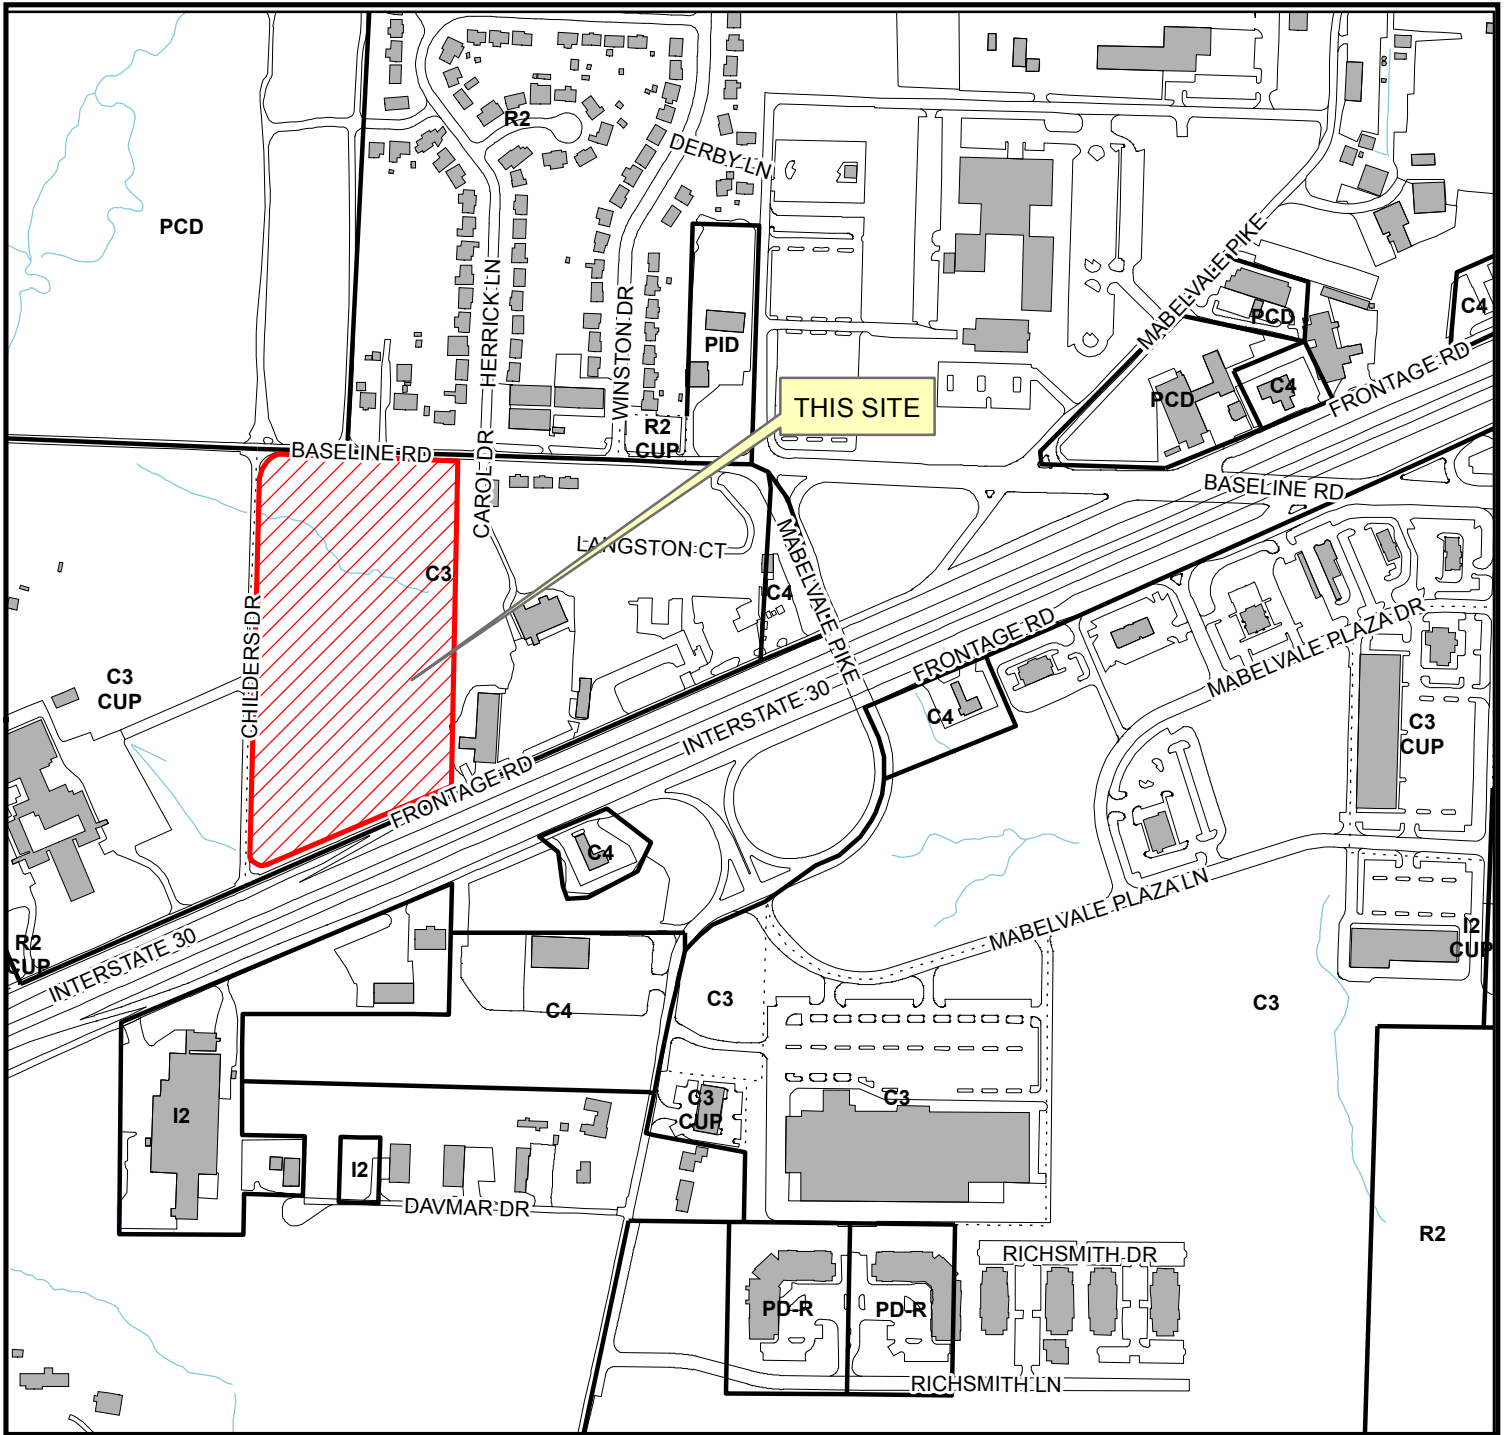 R2
DERBY LN
PCD
MABELVALE PIKE
HERRICK LN
WINSTON DR
PID
PCD
C4
FRONTAGE RD
THIS SITE
PCD
C4
R2
CUP
BASELINE RD
CAROL DR
BASELINE RD
LANGSTON CT
MABELVALE PIKE
C3
C4
CHILDERS DR
FRONTAGE RD
MABELVALE PLAZA DR
C3
CUP
INTERSTATE 30
C4
C3
CUP
FRONTAGE RD
C4
MABELVALE PLAZA LN
R2
CUP
INTERSTATE 30
I2
CUP
C4
C3
C3
I2
C3
CUP
C3
I2
DAVMAR DR
R2
RICHSMITH DR
PD-R
PD-R
RICHSMITH LN